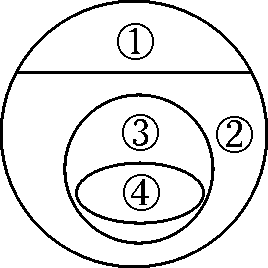 ①
③ ②
④